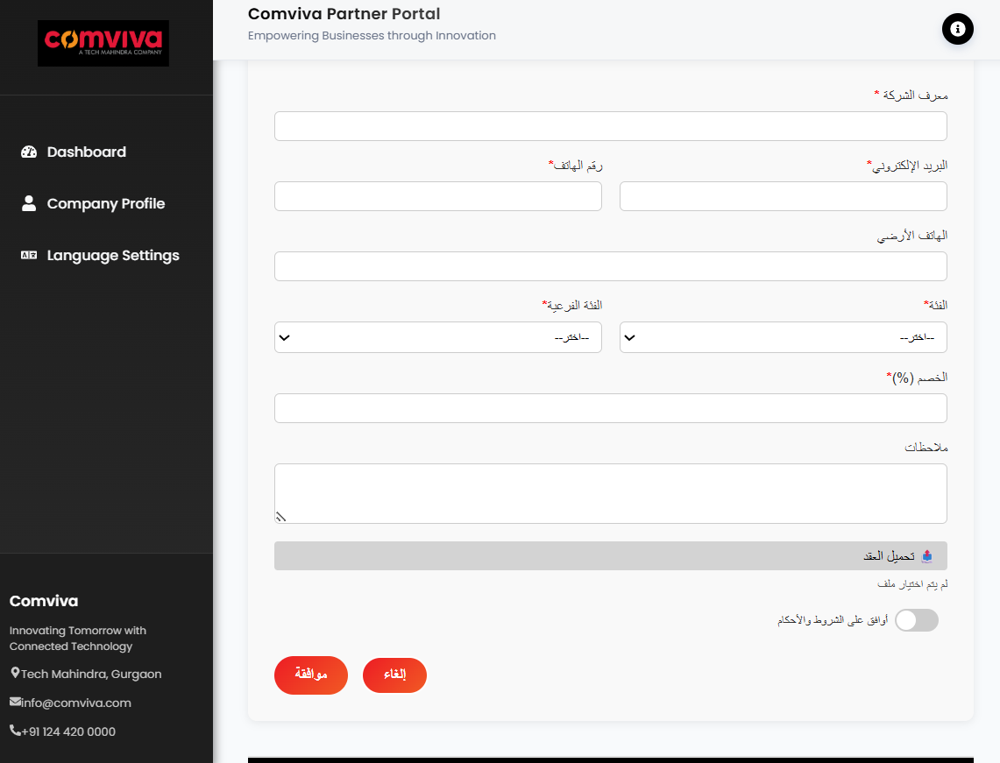 comviva
A TECH MAHINDRA COMPANY
Dashboard
Company Profile
Language Settings
Comviva
Innovating Tomorrow with
Connected Technology
Tech Mahindra, Gurgaon
info@comviva.com
+91 124 420 0000
Comviva Partner Portal
Empowering Businesses through Innovation
معرف الشركة *
البريد الإلكتروني*
رقم الهاتف*
الهاتف الأرضي
الفئة*
الفئة الفرعية*
--اختر--
--اختر--
الخصم (%)*
ملاحظات
تحميل العقد
لم يتم اختيار ملف
أوافق على الشروط والأحكام
إلغاء
موافقة